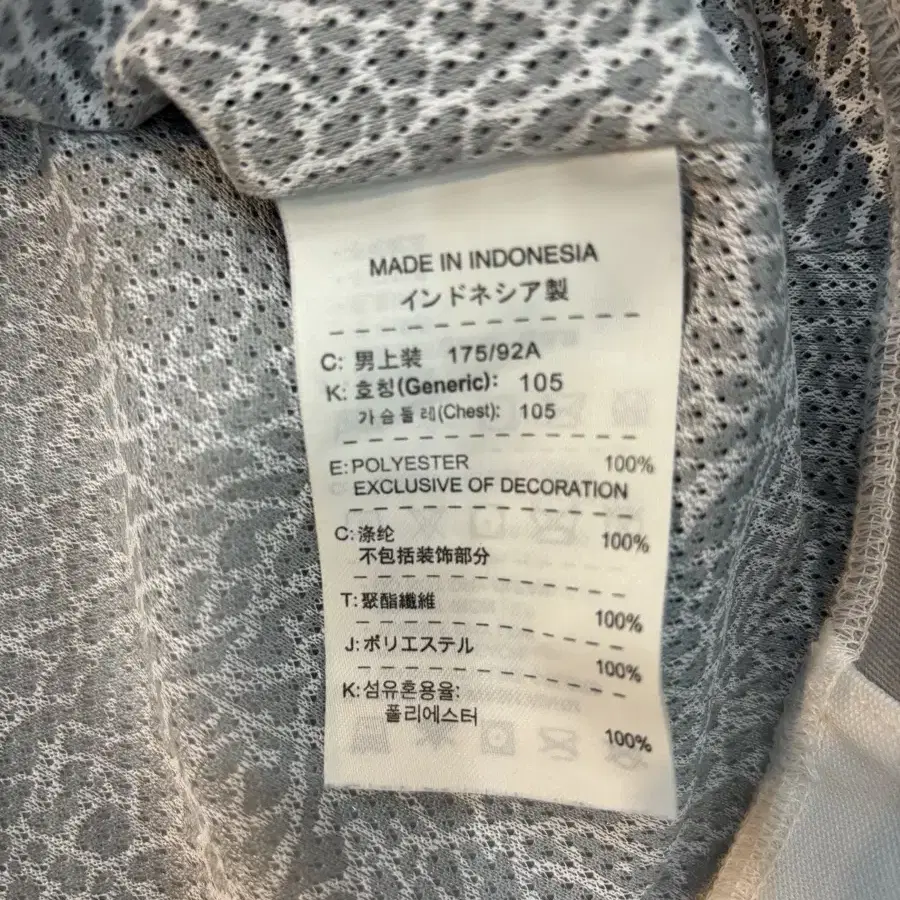 MADE IN INDONESIA
インドネシア製
C: 男上装 175/92A
K: 호칭(Generic): 105
가슴둘레(Chest): 105
E: POLYESTER 100%
EXCLUSIVE OF DECORATION
C: 涤纶 100%
不包括装饰部分
T: 聚酯纖維 100%
J: ポリエステル 100%
K: 섬유혼용율:
폴리에스터 100%